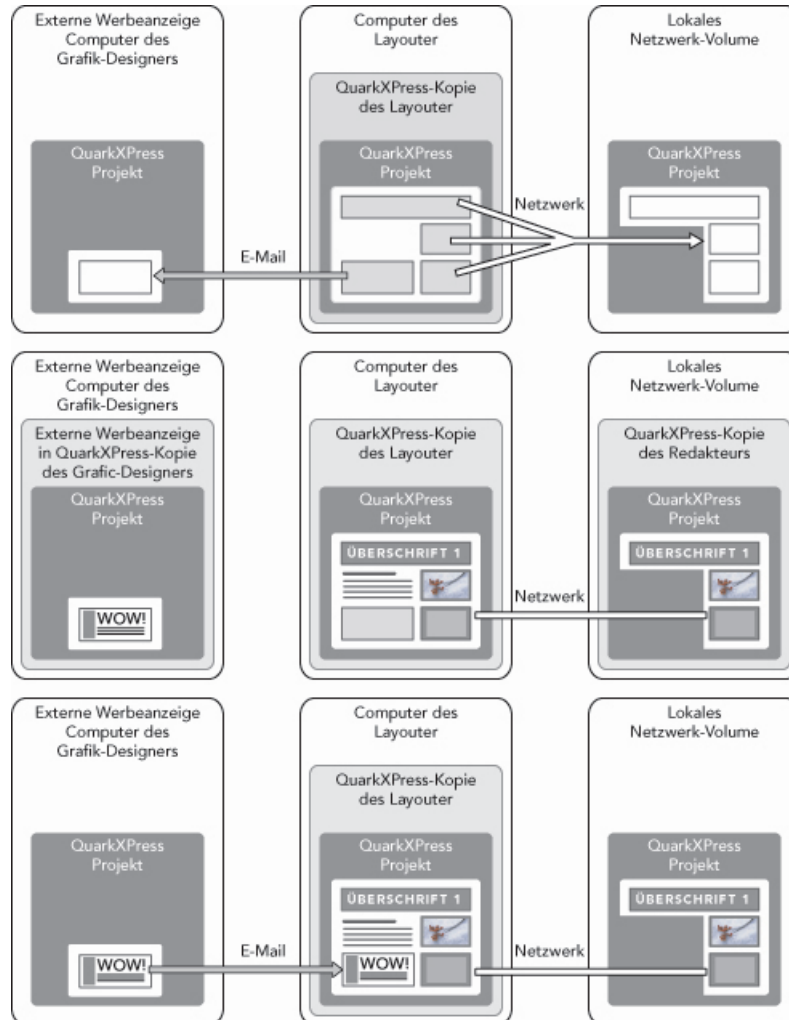 Externe Werbeanzeige
Computer des
Grafik-Designers
QuarkXPress
Projekt
E-Mail
Computer des
Layouter
QuarkXPress-Kopie
des Layouter
QuarkXPress
Projekt
Netzwerk
Lokales
Netzwerk-Volume
QuarkXPress
Projekt
Externe Werbeanzeige
Computer des
Grafik-Designers
Externe Werbeanzeige
in QuarkXPress-Kopie
des Grafic-Designers
QuarkXPress
Projekt
WOW!
Computer des
Layouter
QuarkXPress-Kopie
des Layouter
QuarkXPress
Projekt
ÜBERSCHRIFT 1
Netzwerk
Lokales
Netzwerk-Volume
QuarkXPress-Kopie
des Redakteurs
QuarkXPress
Projekt
ÜBERSCHRIFT 1
Externe Werbeanzeige
Computer des
Grafik-Designers
QuarkXPress
Projekt
WOW!
E-Mail
Computer des
Layouter
QuarkXPress-Kopie
des Layouter
QuarkXPress
Projekt
ÜBERSCHRIFT 1
WOW!
Netzwerk
Lokales
Netzwerk-Volume
QuarkXPress
Projekt
ÜBERSCHRIFT 1